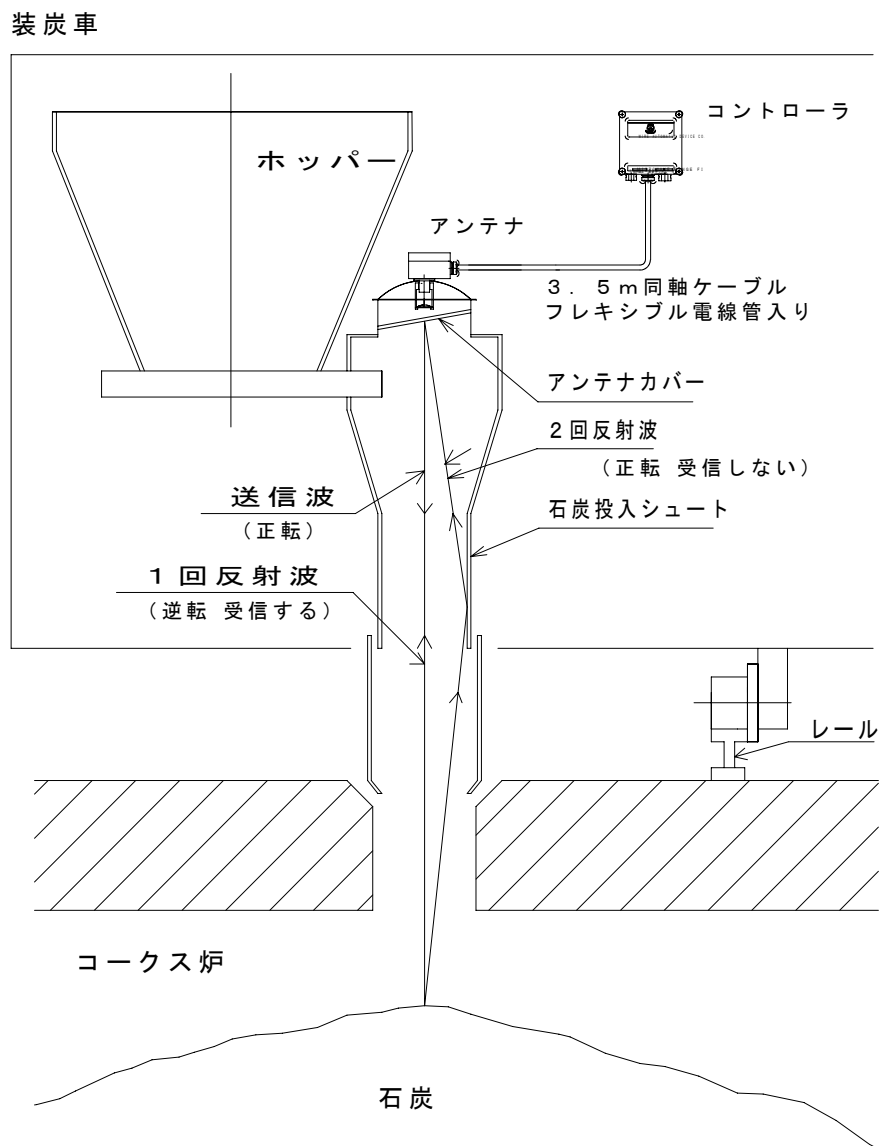 装炭車
コントローラ
ホッパー
アンテナ
３．５ｍ同軸ケーブル
フレキシブル電線管入り
アンテナカバー
２回反射波
（正転 受信しない）
送信波
（正転）
石炭投入シュート
１回反射波
（逆転 受信する）
レール
コークス炉
石炭